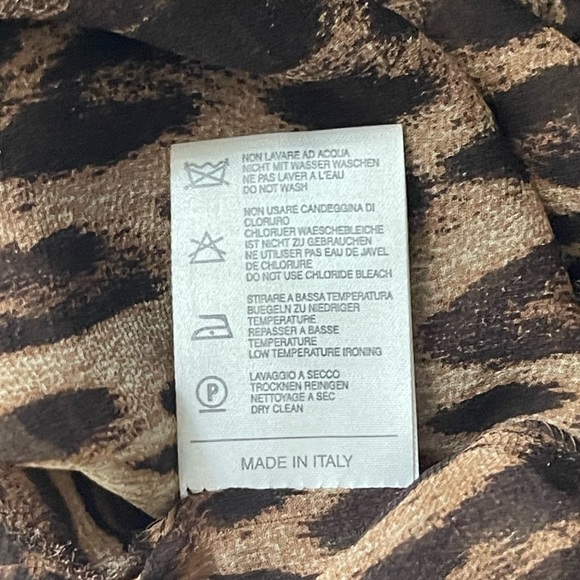 NON LAVARE AD ACQUA
NICHT MIT WASSER WASCHEN
NE PAS LAVER A L'EAU
DO NOT WASH
NON USARE CANDEGGINA DI
CLORURO
CHLORUER WAESCHEBLEICHE
IST NICHT ZU GEBRAUCHEN
NE UTILISER PAS EAU DE JAVEL
DE CHLORURE
DO NOT USE CHLORIDE BLEACH
STIRARE A BASSA TEMPERATURA
BUEGELN ZU NIEDRIGER
TEMPERATURE
REPASSER A BASSE
TEMPERATURE
LOW TEMPERATURE IRONING
P
LAVAGGIO A SECCO
TROCKNEN REINIGEN
NETTOYAGE A SEC
DRY CLEAN
MADE IN ITALY